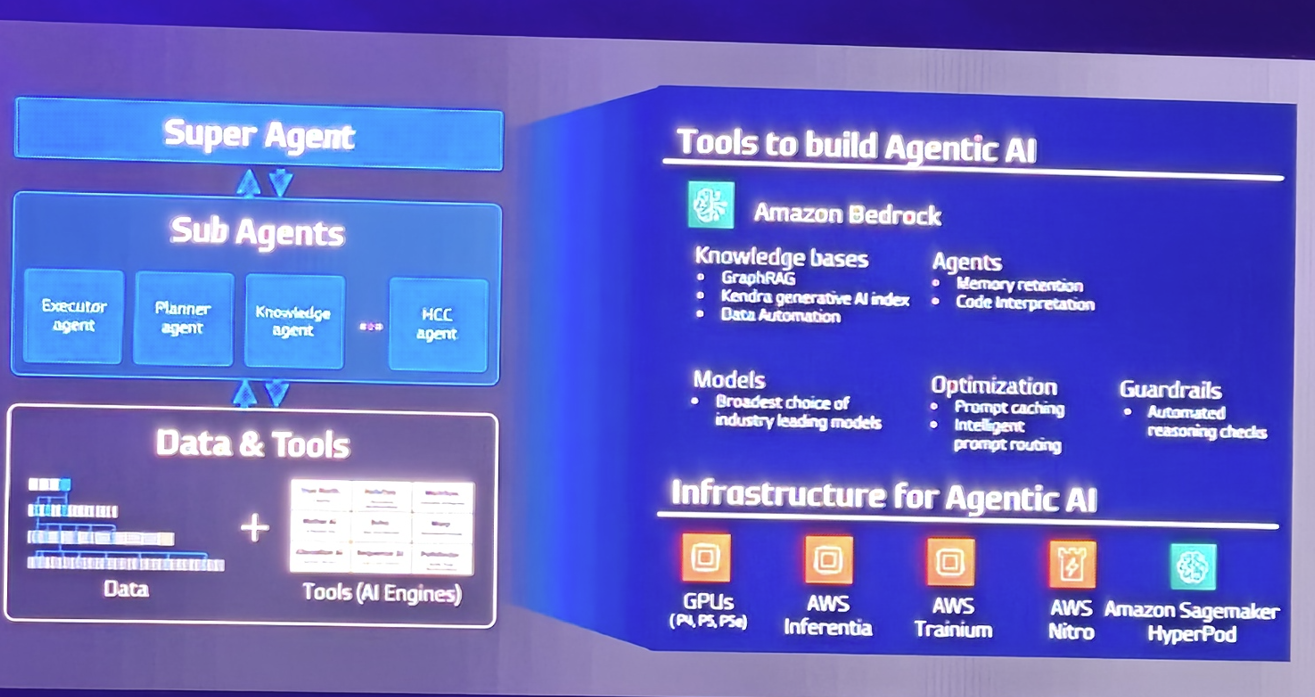 Super Agent
Sub Agents
Executor
agent
Planner
agent
Knowledge
agent
HCC
agent
Data & Tools
+
Data
Tools (AI Engines)
Tools to build Agentic AI
Amazon Bedrock
Knowledge bases
• GraphRAG
• Kendra generative AI index
• Data Automation
Agents
• Memory retention
• Code Interpretation
Models
• Broadest choice of
industry leading models
Optimization
• Prompt caching
• Intelligent
prompt routing
Guardrails
• Automated
reasoning checks
Infrastructure for Agentic AI
GPUs
(P4, P5, P5e)
AWS
Inferentia
AWS
Trainium
AWS
Nitro
Amazon Sagemaker
HyperPod